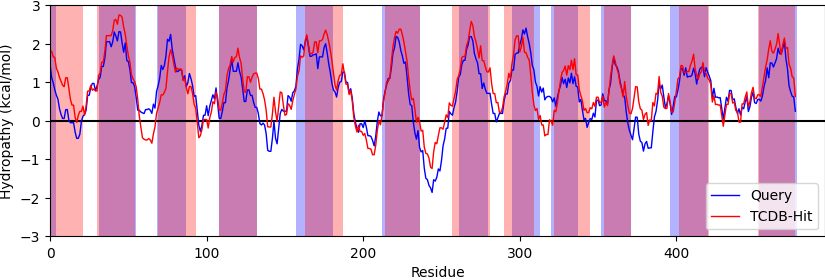 3
2
1
0
−1
−2
−3
Hydropathy (kcal/mol)
Query
TCDB-Hit
0 100 200 300 400
Residue